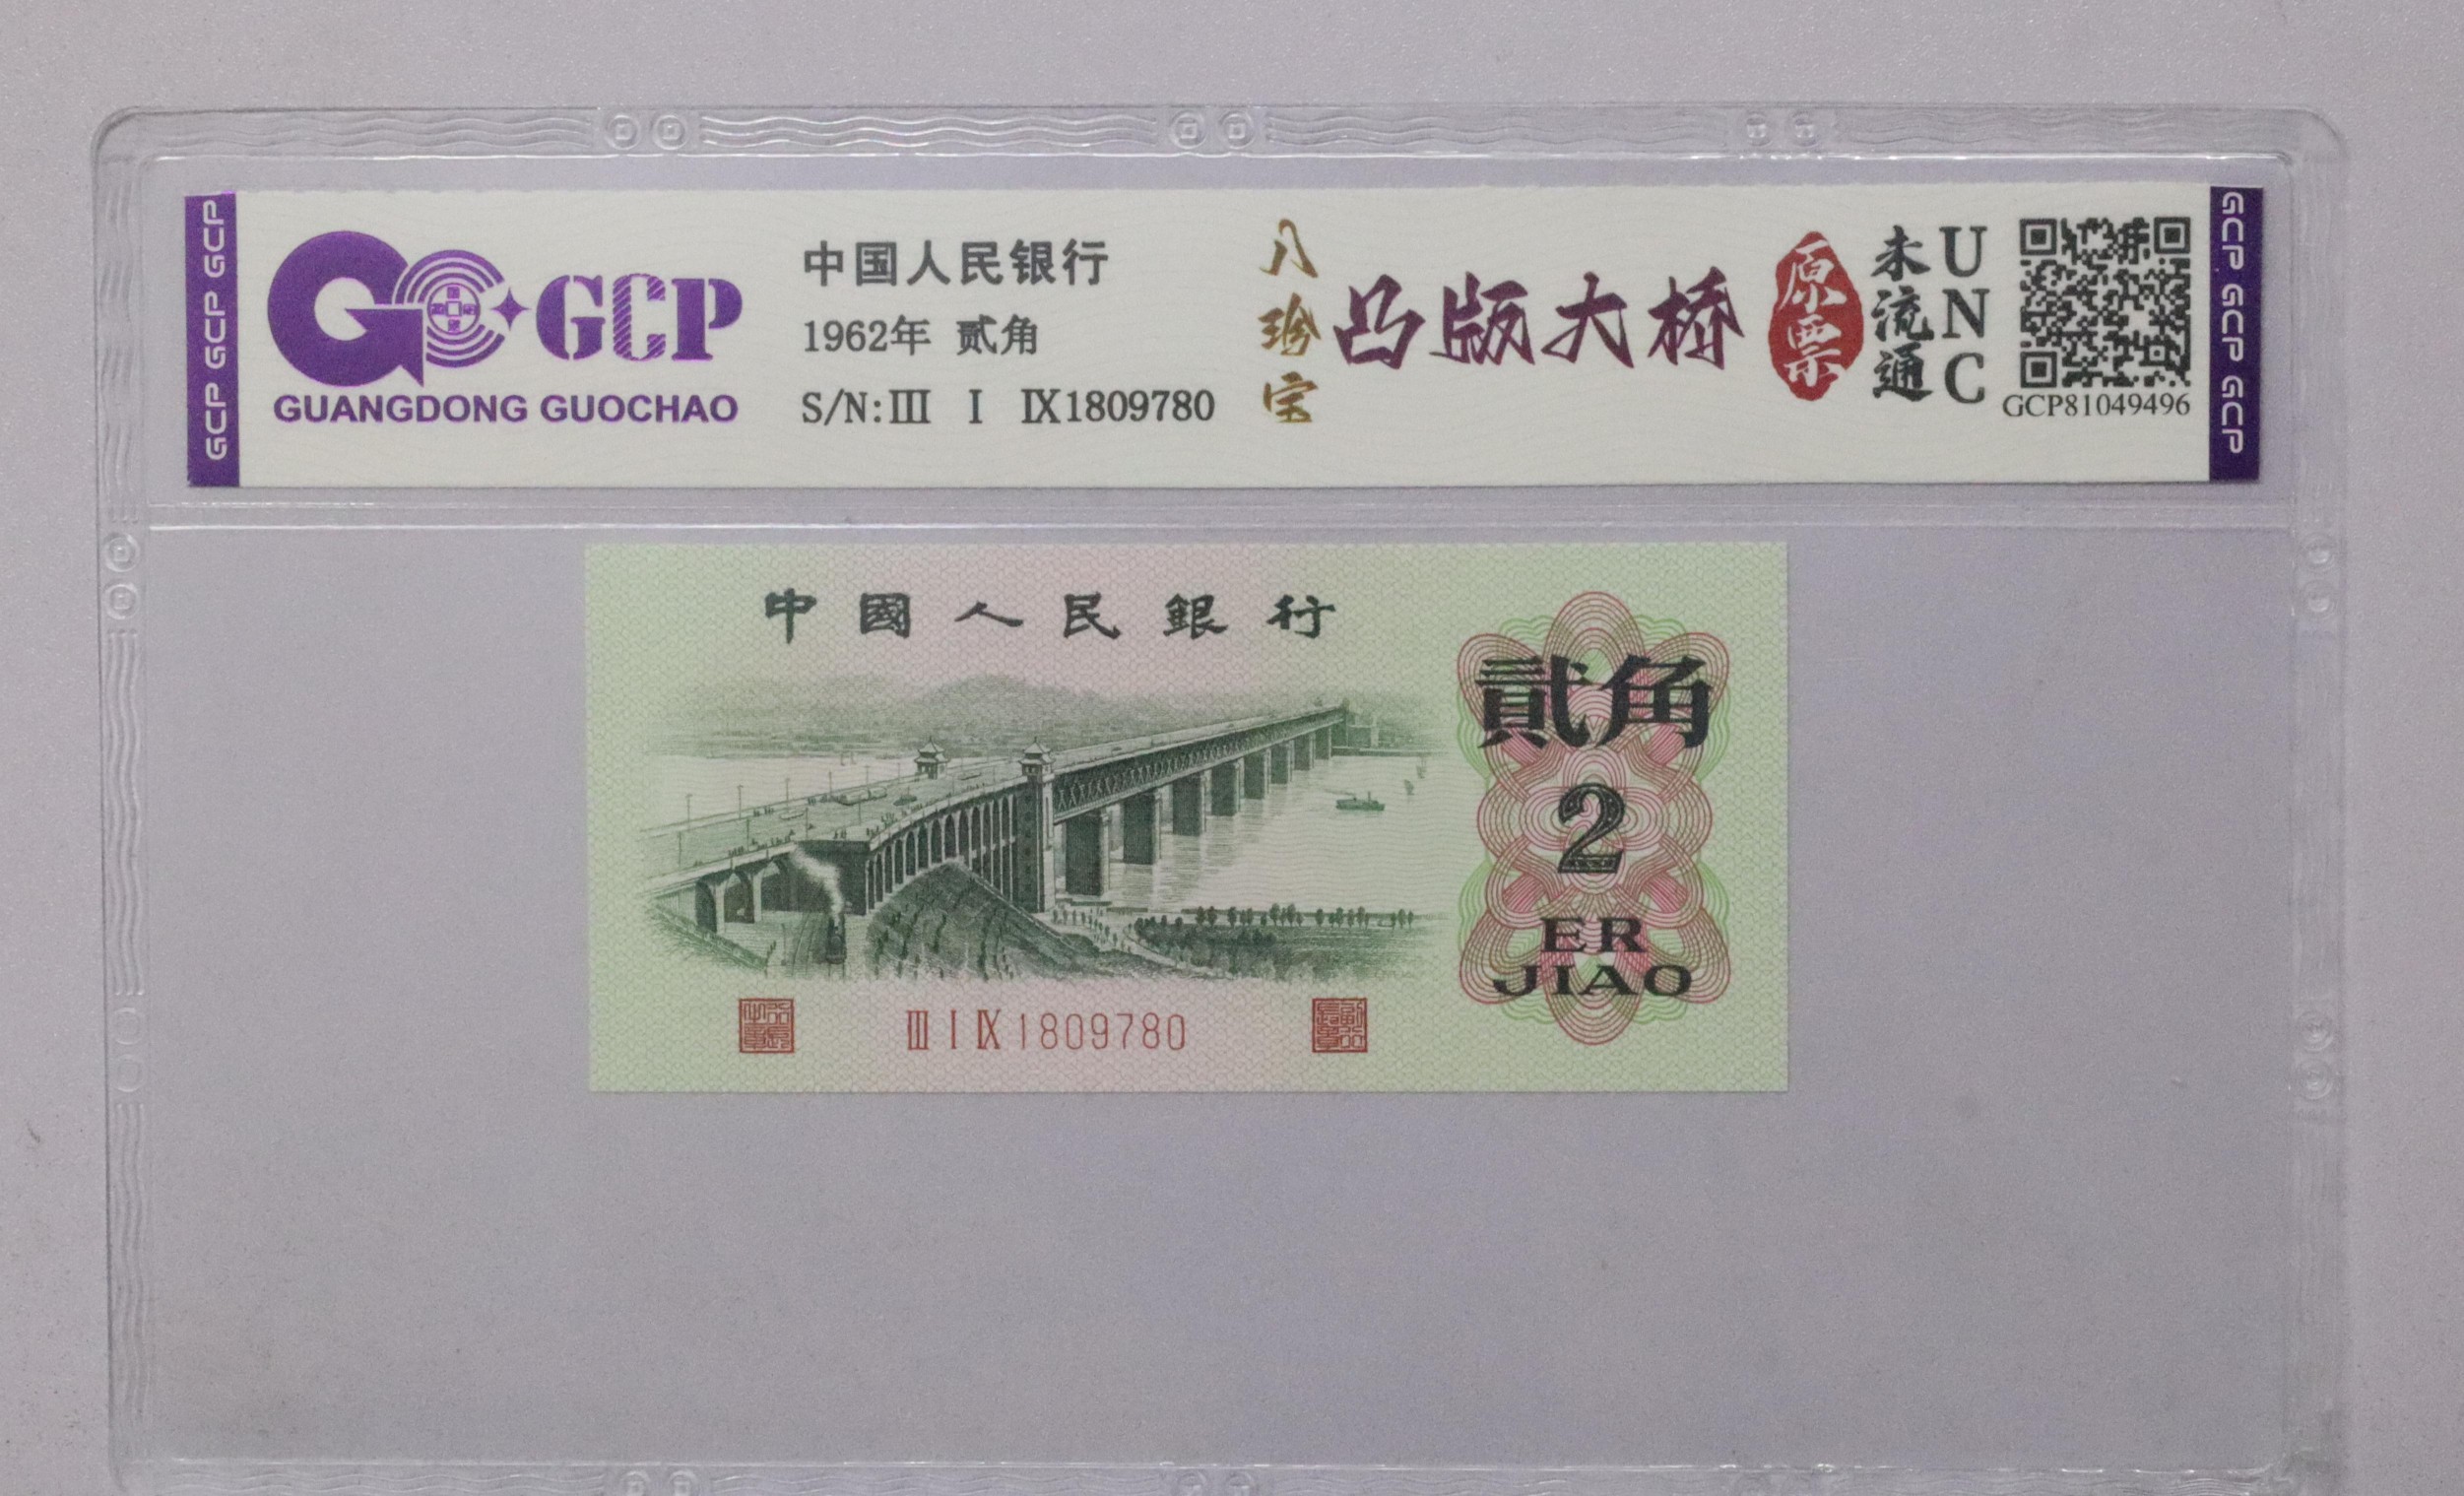 GCP GCP GCP
GCP
GUANGDONG GUOCHAO
中国人民银行
1962年 贰角
S/N:Ⅲ Ⅰ Ⅸ1809780
八珍宝
凸版大桥
原票
未流通
UNC
GCP81049496
GCP GCP GCP
中國人民銀行
貳角
2
ER
JIAO
Ⅲ Ⅰ Ⅸ 1809780